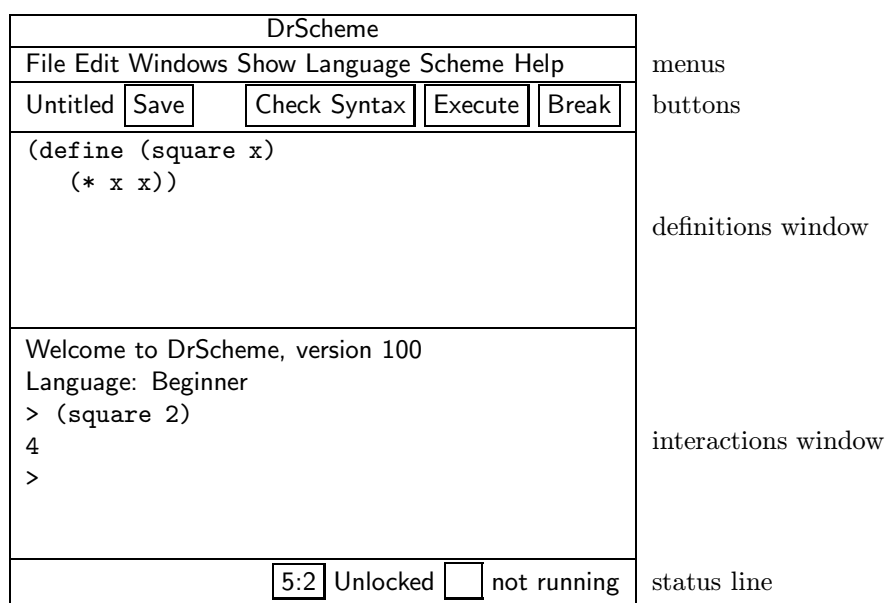 DrScheme
File Edit Windows Show Language Scheme Help
menus
Untitled Save Check Syntax Execute Break
buttons
(define (square x)
(* x x))
definitions window
Welcome to DrScheme, version 100
Language: Beginner
> (square 2)
4
>
interactions window
5:2 Unlocked not running
status line